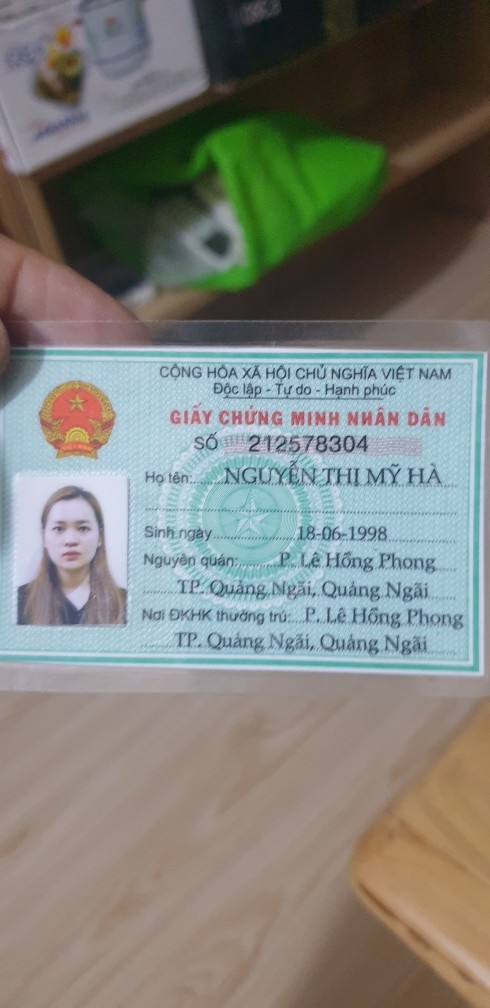 CỘNG HÒA XÃ HỘI CHỦ NGHĨA VIỆT NAM
Độc lập - Tự do - Hạnh phúc
GIẤY CHỨNG MINH NHÂN DÂN
SỐ 212578304
Họ tên: NGUYỄN THỊ MỸ HÀ
Sinh ngày 18-06-1998
Nguyên quán: P. Lê Hồng Phong
TP. Quảng Ngãi, Quảng Ngãi
Nơi ĐKHK thường trú: P. Lê Hồng Phong
TP. Quảng Ngãi, Quảng Ngãi